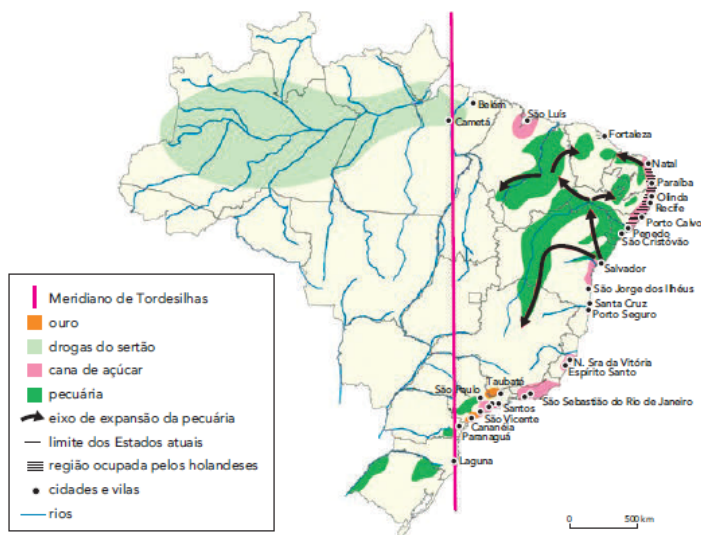 Belém
São Luís
Cametá
Fortaleza
Natal
Paraíba
Olinda
Recife
Porto Calvo
Penedo
São Cristóvão
Salvador
São Jorge dos Ilhéus
Santa Cruz
Porto Seguro
N. Sra da Vitória
Espírito Santo
Taubaté
São Paulo
São Sebastião do Rio de Janeiro
Santos
São Vicente
Cananéia
Paranaguá
Laguna
Meridiano de Tordesilhas
ouro
drogas do sertão
cana de açúcar
pecuária
eixo de expansão da pecuária
limite dos Estados atuais
região ocupada pelos holandeses
cidades e vilas
rios
0 500 km